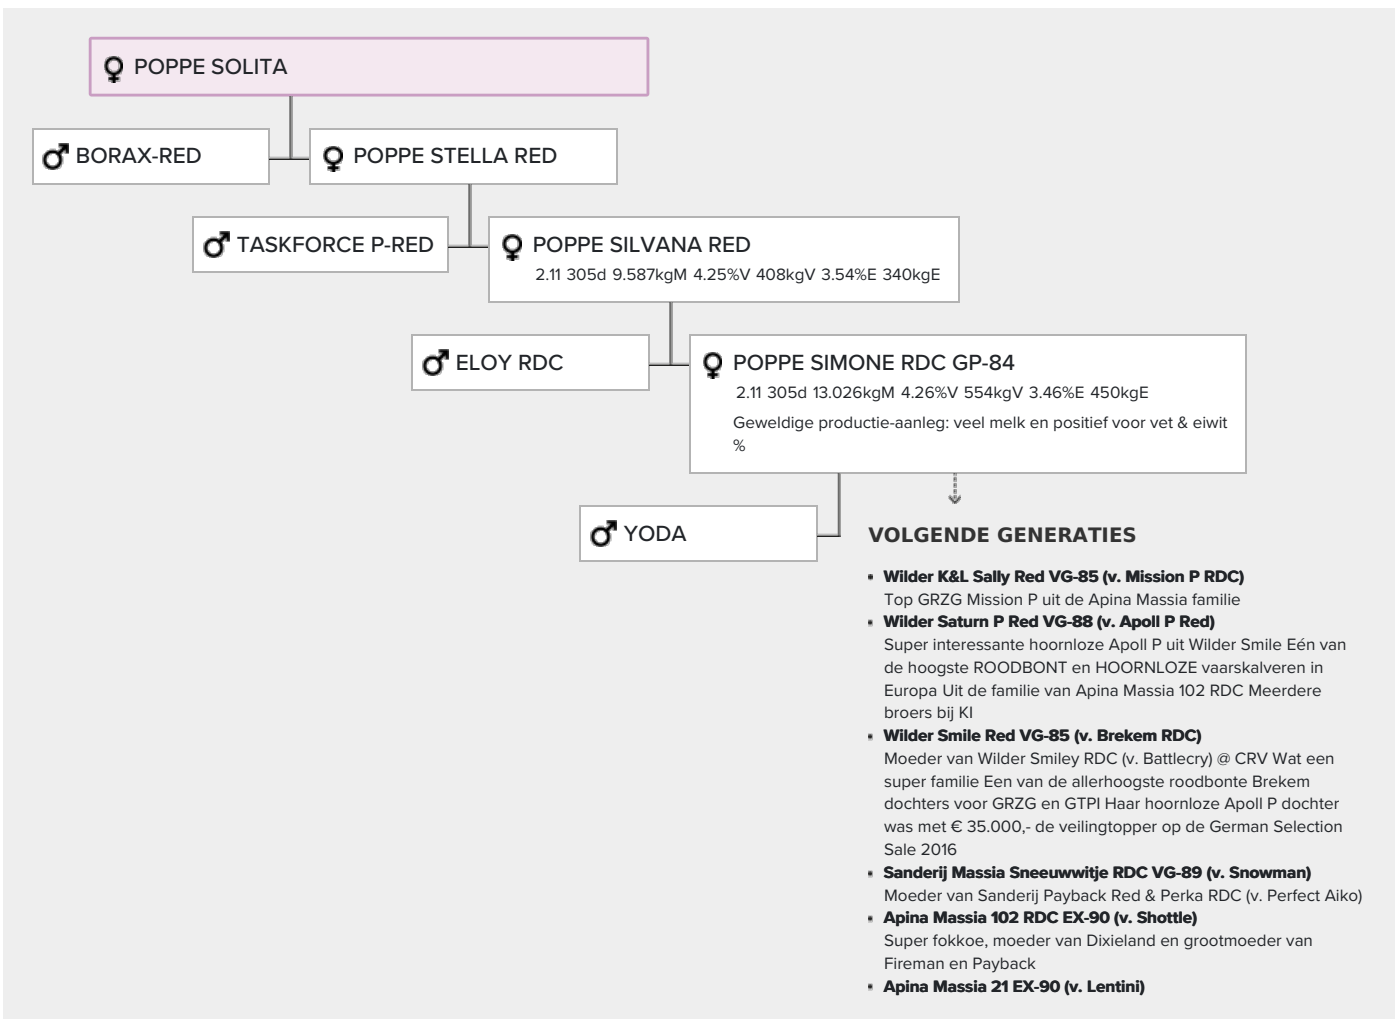 POPPE SOLITA
BORAX-RED
POPPE STELLA RED
TASKFORCE P-RED
POPPE SILVANA RED
2.11 305d 9.587kgM 4.25%V 408kgV 3.54%E 340kgE
ELOY RDC
POPPE SIMONE RDC GP-84
2.11 305d 13.026kgM 4.26%V 554kgV 3.46%E 450kgE
Geweldige productie-aanleg: veel melk en positief voor vet & eiwit
%
YODA
VOLGENDE GENERATIES
Wilder K&L Sally Red VG-85 (v. Mission P RDC)
Top GRZG Mission P uit de Apina Massia familie
Wilder Saturn P Red VG-88 (v. Apoll P Red)
Super interessante hoornloze Apoll P uit Wilder Smile Eén van
de hoogste ROODBONT en HOORNLOZE vaarskalveren in
Europa Uit de familie van Apina Massia 102 RDC Meerdere
broers bij KI
Wilder Smile Red VG-85 (v. Brekem RDC)
Moeder van Wilder Smiley RDC (v. Battlecry) @ CRV Wat een
super familie Een van de allerhoogste roodbonte Brekem
dochters voor GRZG en GTPI Haar hoornloze Apoll P dochter
was met € 35.000,- de veilingtopper op de German Selection
Sale 2016
Sanderij Massia Sneeuwwitje RDC VG-89 (v. Snowman)
Moeder van Sanderij Payback Red & Perka RDC (v. Perfect Aiko)
Apina Massia 102 RDC EX-90 (v. Shottle)
Super fokkoe, moeder van Dixieland en grootmoeder van
Fireman en Payback
Apina Massia 21 EX-90 (v. Lentini)